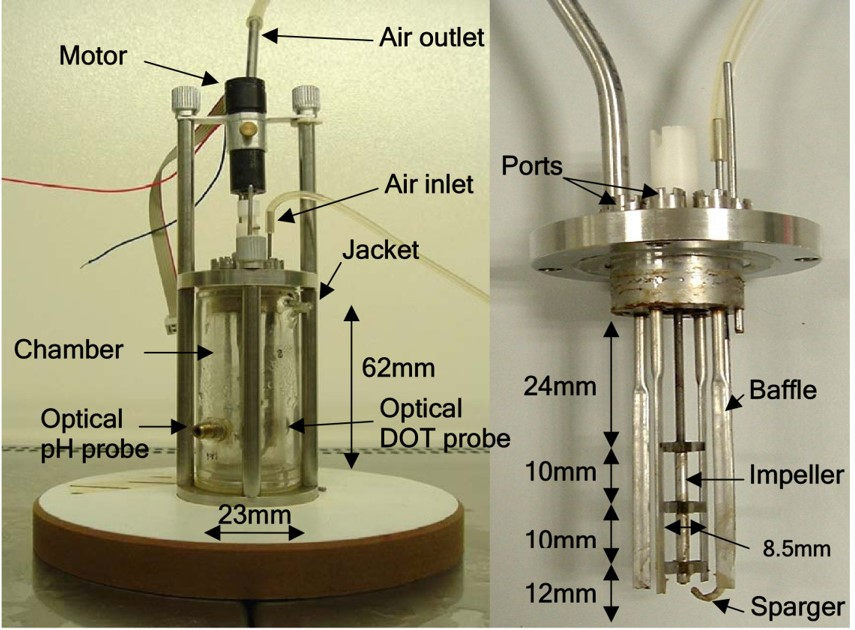 Air outlet
Motor
Air inlet
Jacket
Chamber
62mm
Optical
pH probe
Optical
DOT probe
23mm
Ports
24mm
Baffle
10mm
Impeller
10mm
8.5mm
12mm
Sparger